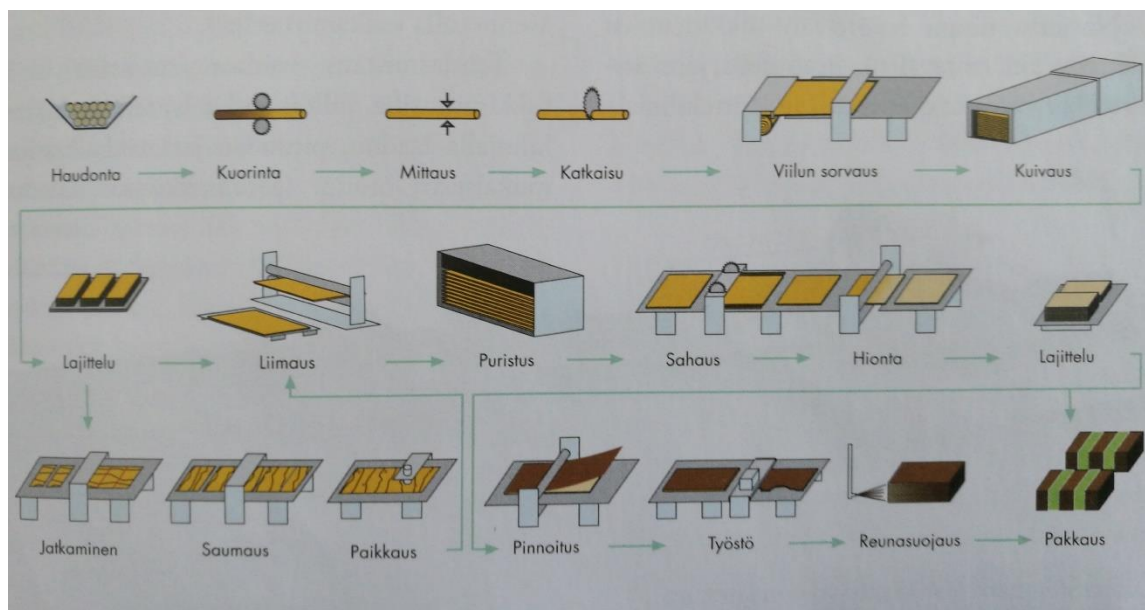 Haudonta
Kuorinta
Mittaus
Katkaisu
Viilun sorvaus
Kuivaus
Lajittelu
Liimaus
Puristus
Sahaus
Hionta
Lajittelu
Jatkaminen
Saumaus
Paikkaus
Pinnoitus
Työstö
Reunasuojaus
Pakkaus